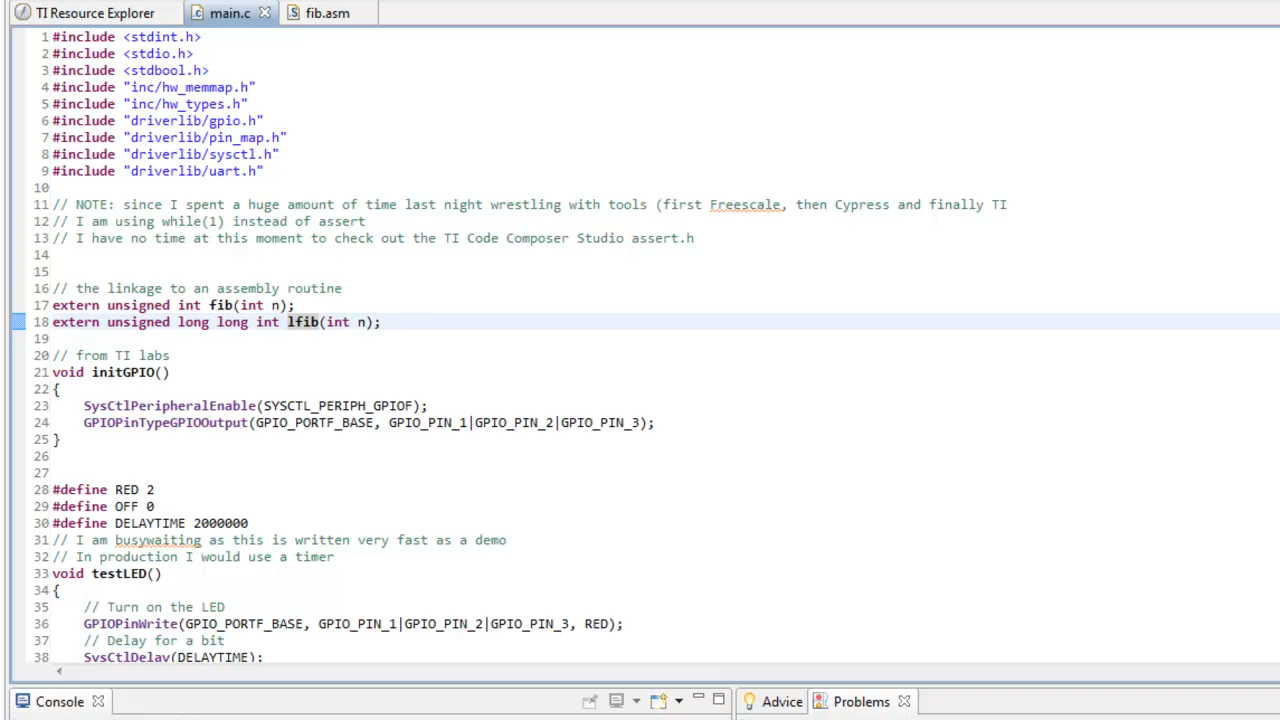 TI Resource Explorer main.c fib.asm
1 #include <stdint.h>
2 #include <stdio.h>
3 #include <stdbool.h>
4 #include "inc/hw_memmap.h"
5 #include "inc/hw_types.h"
6 #include "driverlib/gpio.h"
7 #include "driverlib/pin_map.h"
8 #include "driverlib/sysctl.h"
9 #include "driverlib/uart.h"
10
11 // NOTE: since I spent a huge amount of time last night wrestling with tools (first Freescale, then Cypress and finally TI
12 // I am using while(1) instead of assert
13 // I have no time at this moment to check out the TI Code Composer Studio assert.h
14
15
16 // the linkage to an assembly routine
17 extern unsigned int fib(int n);
18 extern unsigned long long int lfib(int n);
19
20 // from TI labs
21 void initGPIO()
22 {
23     SysCtlPeripheralEnable(SYSCTL_PERIPH_GPIOF);
24     GPIOPinTypeGPIOOutput(GPIO_PORTF_BASE, GPIO_PIN_1|GPIO_PIN_2|GPIO_PIN_3);
25 }
26
27
28 #define RED 2
29 #define OFF 0
30 #define DELAYTIME 2000000
31 // I am busywaiting as this is written very fast as a demo
32 // In production I would use a timer
33 void testLED()
34 {
35     // Turn on the LED
36     GPIOPinWrite(GPIO_PORTF_BASE, GPIO_PIN_1|GPIO_PIN_2|GPIO_PIN_3, RED);
37     // Delay for a bit
38     SysCtlDelay(DELAYTIME);
Console Advice Problems